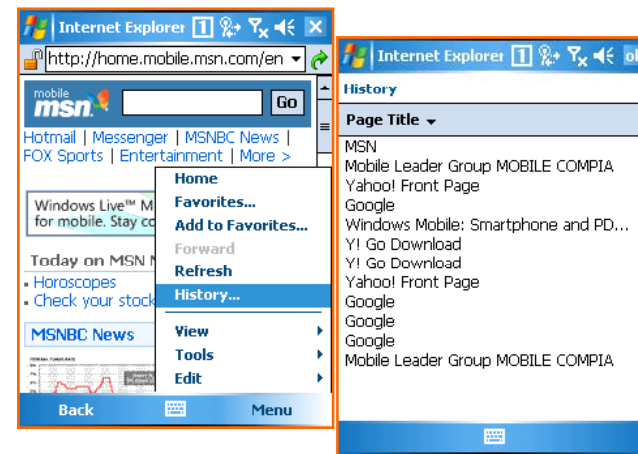 Internet Explorer 1
http://home.mobile.msn.com/en
mobile
msn
Go
Hotmail | Messenger | MSNBC News |
FOX Sports | Entertainment | More >
Windows Live™ M
for mobile. Stay co
Today on MSN
Horoscopes
Check your stock
MSNBC News
Home
Favorites...
Add to Favorites...
Forward
Refresh
History...
View
Tools
Edit
Back
Menu
Internet Explorer 1
ok
History
Page Title
MSN
Mobile Leader Group MOBILE COMPIA
Yahoo! Front Page
Google
Windows Mobile: Smartphone and PD...
Y! Go Download
Y! Go Download
Yahoo! Front Page
Google
Google
Google
Mobile Leader Group MOBILE COMPIA